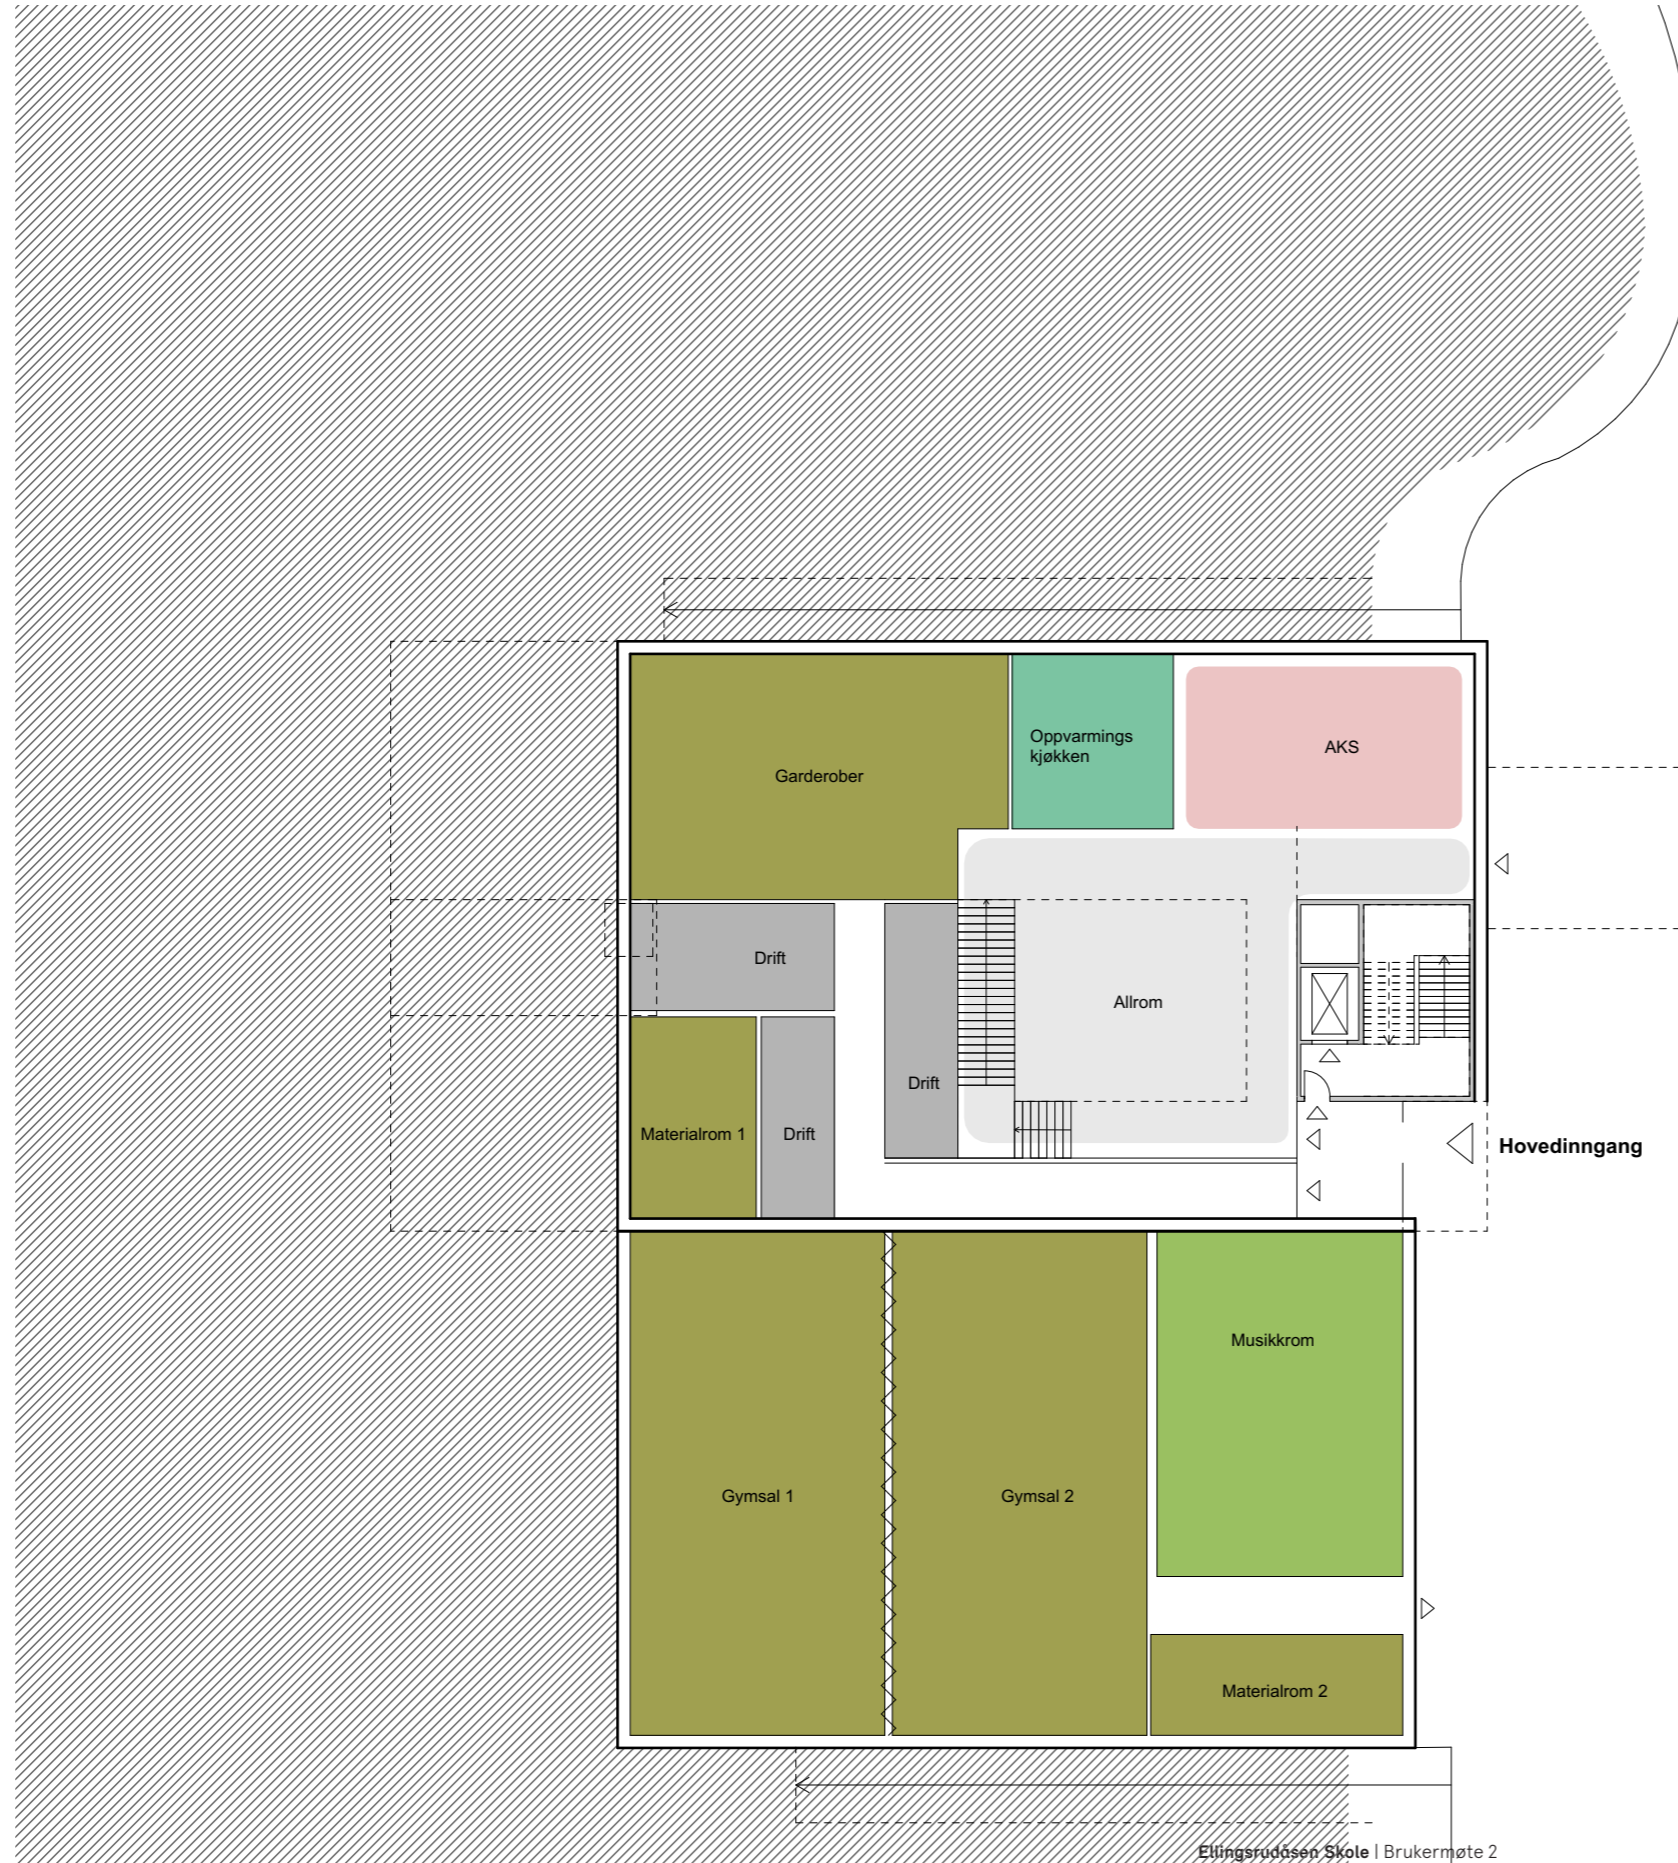 Oppvarmings
kjøkken
AKS
Garderober
Drift
Allrom
Drift
Materialrom 1
Drift
Hovedinngang
Musikkrom
Gymsal 1
Gymsal 2
Materialrom 2
Ellingsrudåsen Skole | Brukermøte 2